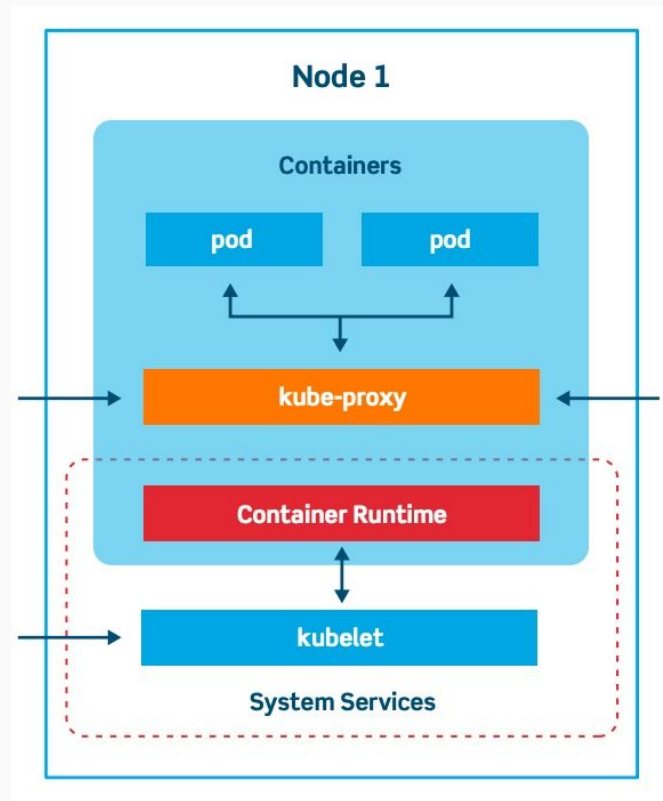 Node 1
Containers
pod pod
kube-proxy
Container Runtime
kubelet
System Services